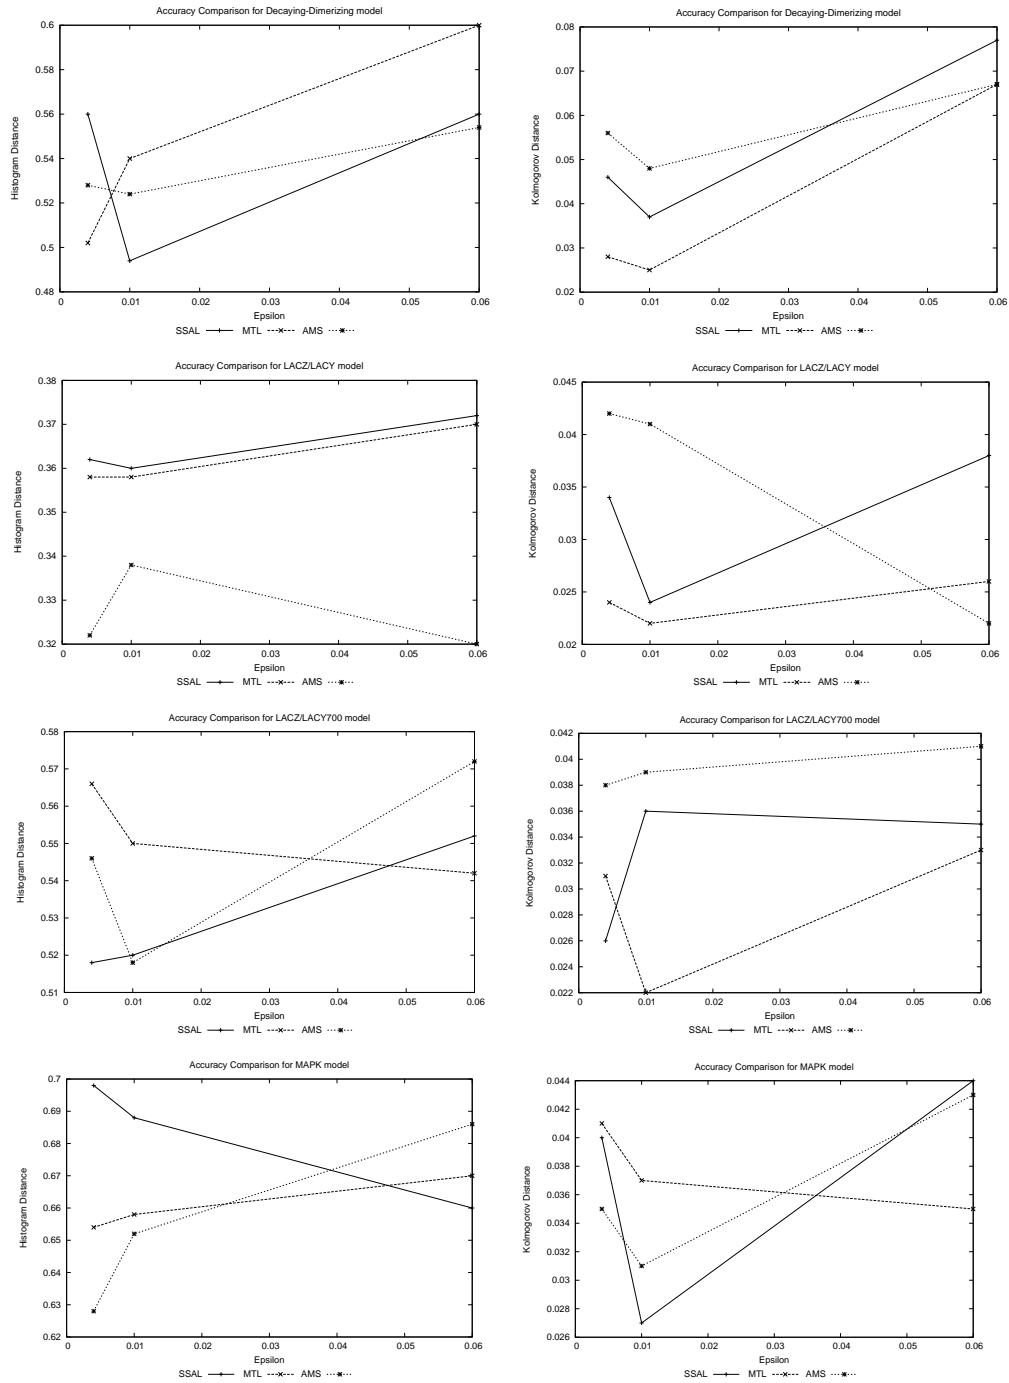 Accuracy Comparison for Decaying-Dimerizing model
0.6
0.58
0.56
0.54
0.52
0.5
0.48
Histogram Distance
0 0.01 0.02 0.03 0.04 0.05 0.06
Epsilon
SSAL MTL AMS
Accuracy Comparison for Decaying-Dimerizing model
0.08
0.07
0.06
0.05
0.04
0.03
0.02
Kolmogorov Distance
0 0.01 0.02 0.03 0.04 0.05 0.06
Epsilon
SSAL MTL AMS
Accuracy Comparison for LACZ/LACY model
0.38
0.37
0.36
0.35
0.34
0.33
0.32
Histogram Distance
0 0.01 0.02 0.03 0.04 0.05 0.06
Epsilon
SSAL MTL AMS
Accuracy Comparison for LACZ/LACY model
0.045
0.04
0.035
0.03
0.025
0.02
Kolmogorov Distance
0 0.01 0.02 0.03 0.04 0.05 0.06
Epsilon
SSAL MTL AMS
Accuracy Comparison for LACZ/LACY700 model
0.58
0.57
0.56
0.55
0.54
0.53
0.52
0.51
Histogram Distance
0 0.01 0.02 0.03 0.04 0.05 0.06
Epsilon
SSAL MTL AMS
Accuracy Comparison for LACZ/LACY700 model
0.042
0.04
0.038
0.036
0.034
0.032
0.03
0.028
0.026
0.024
0.022
Kolmogorov Distance
0 0.01 0.02 0.03 0.04 0.05 0.06
Epsilon
SSAL MTL AMS
Accuracy Comparison for MAPK model
0.7
0.69
0.68
0.67
0.66
0.65
0.64
0.63
0.62
Histogram Distance
0 0.01 0.02 0.03 0.04 0.05 0.06
Epsilon
SSAL MTL AMS
Accuracy Comparison for MAPK model
0.044
0.042
0.04
0.038
0.036
0.034
0.032
0.03
0.028
0.026
Kolmogorov Distance
0 0.01 0.02 0.03 0.04 0.05 0.06
Epsilon
SSAL MTL AMS